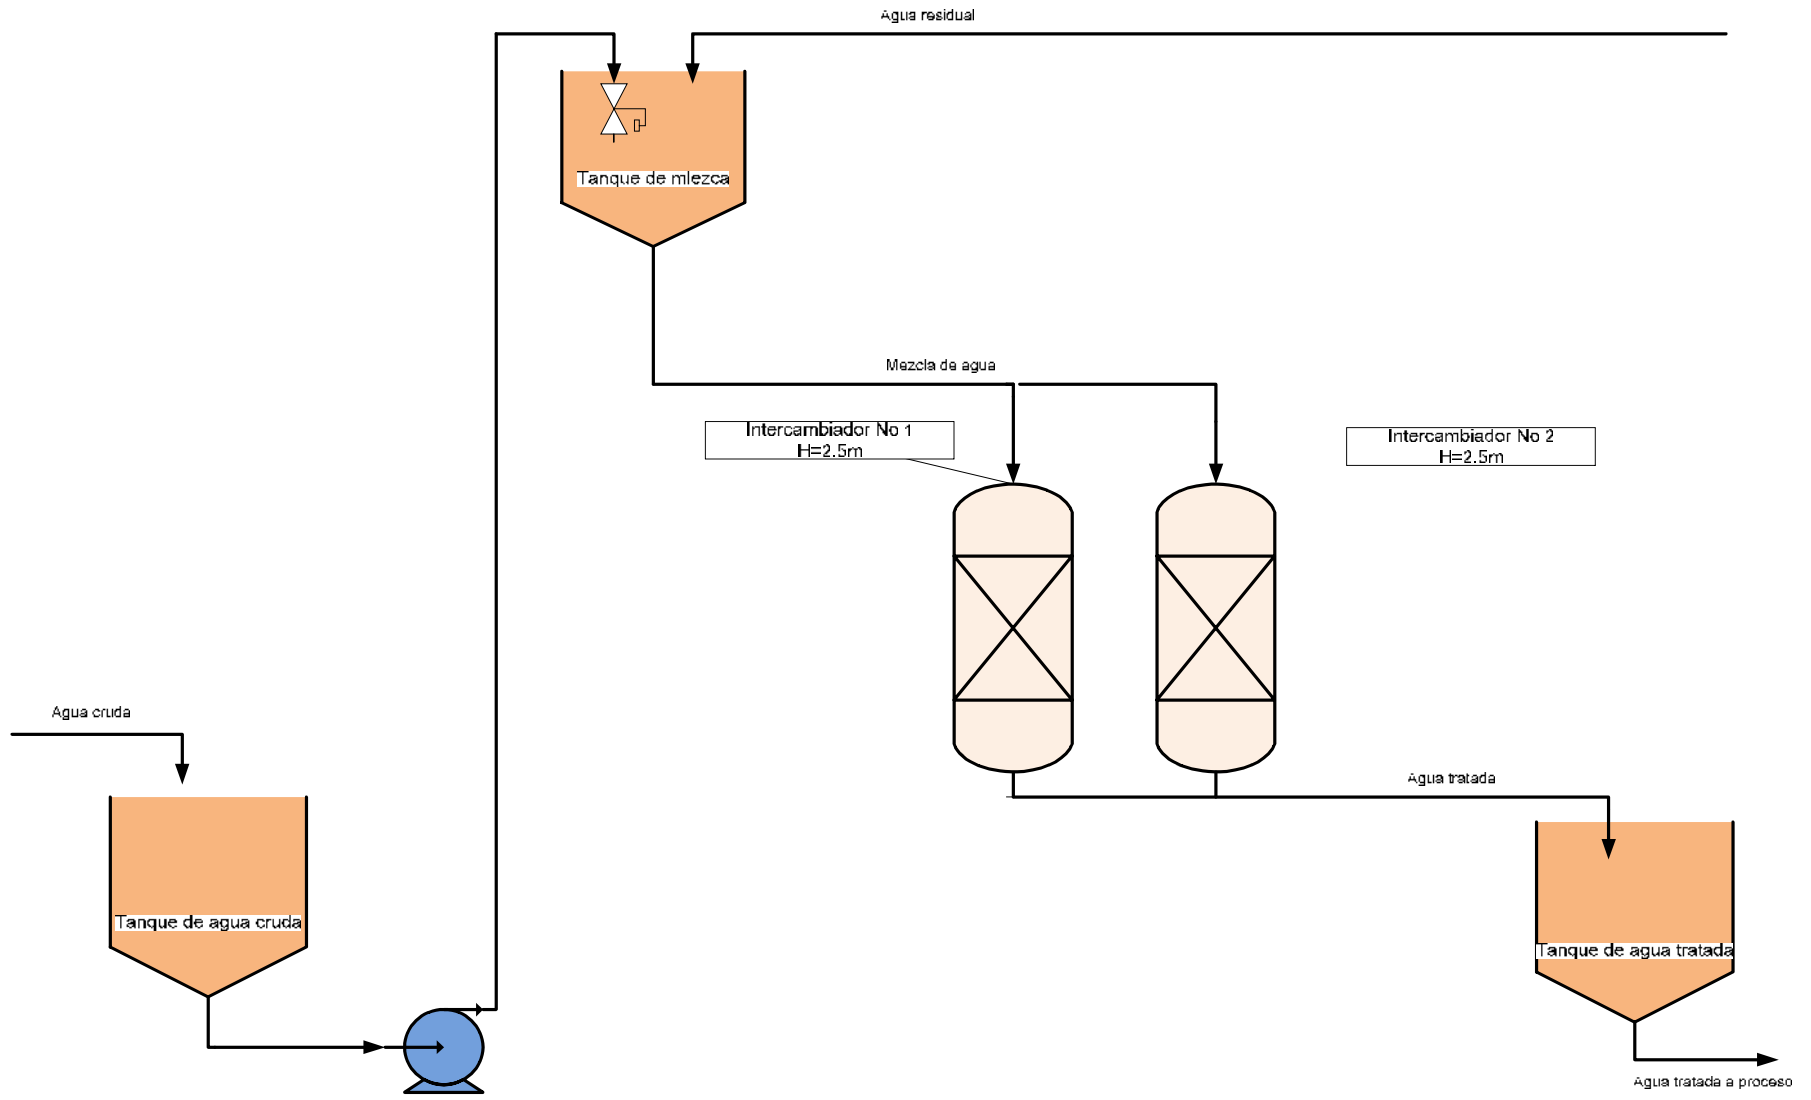 Agua residual
Tanque de mlezca
Mezcla de agua
Intercambiador No 1
H=2.5m
Intercambiador No 2
H=2.5m
Agua cruda
Agua tratada
Tanque de agua cruda
Tanque de agua tratada
Agua tratada a proceso